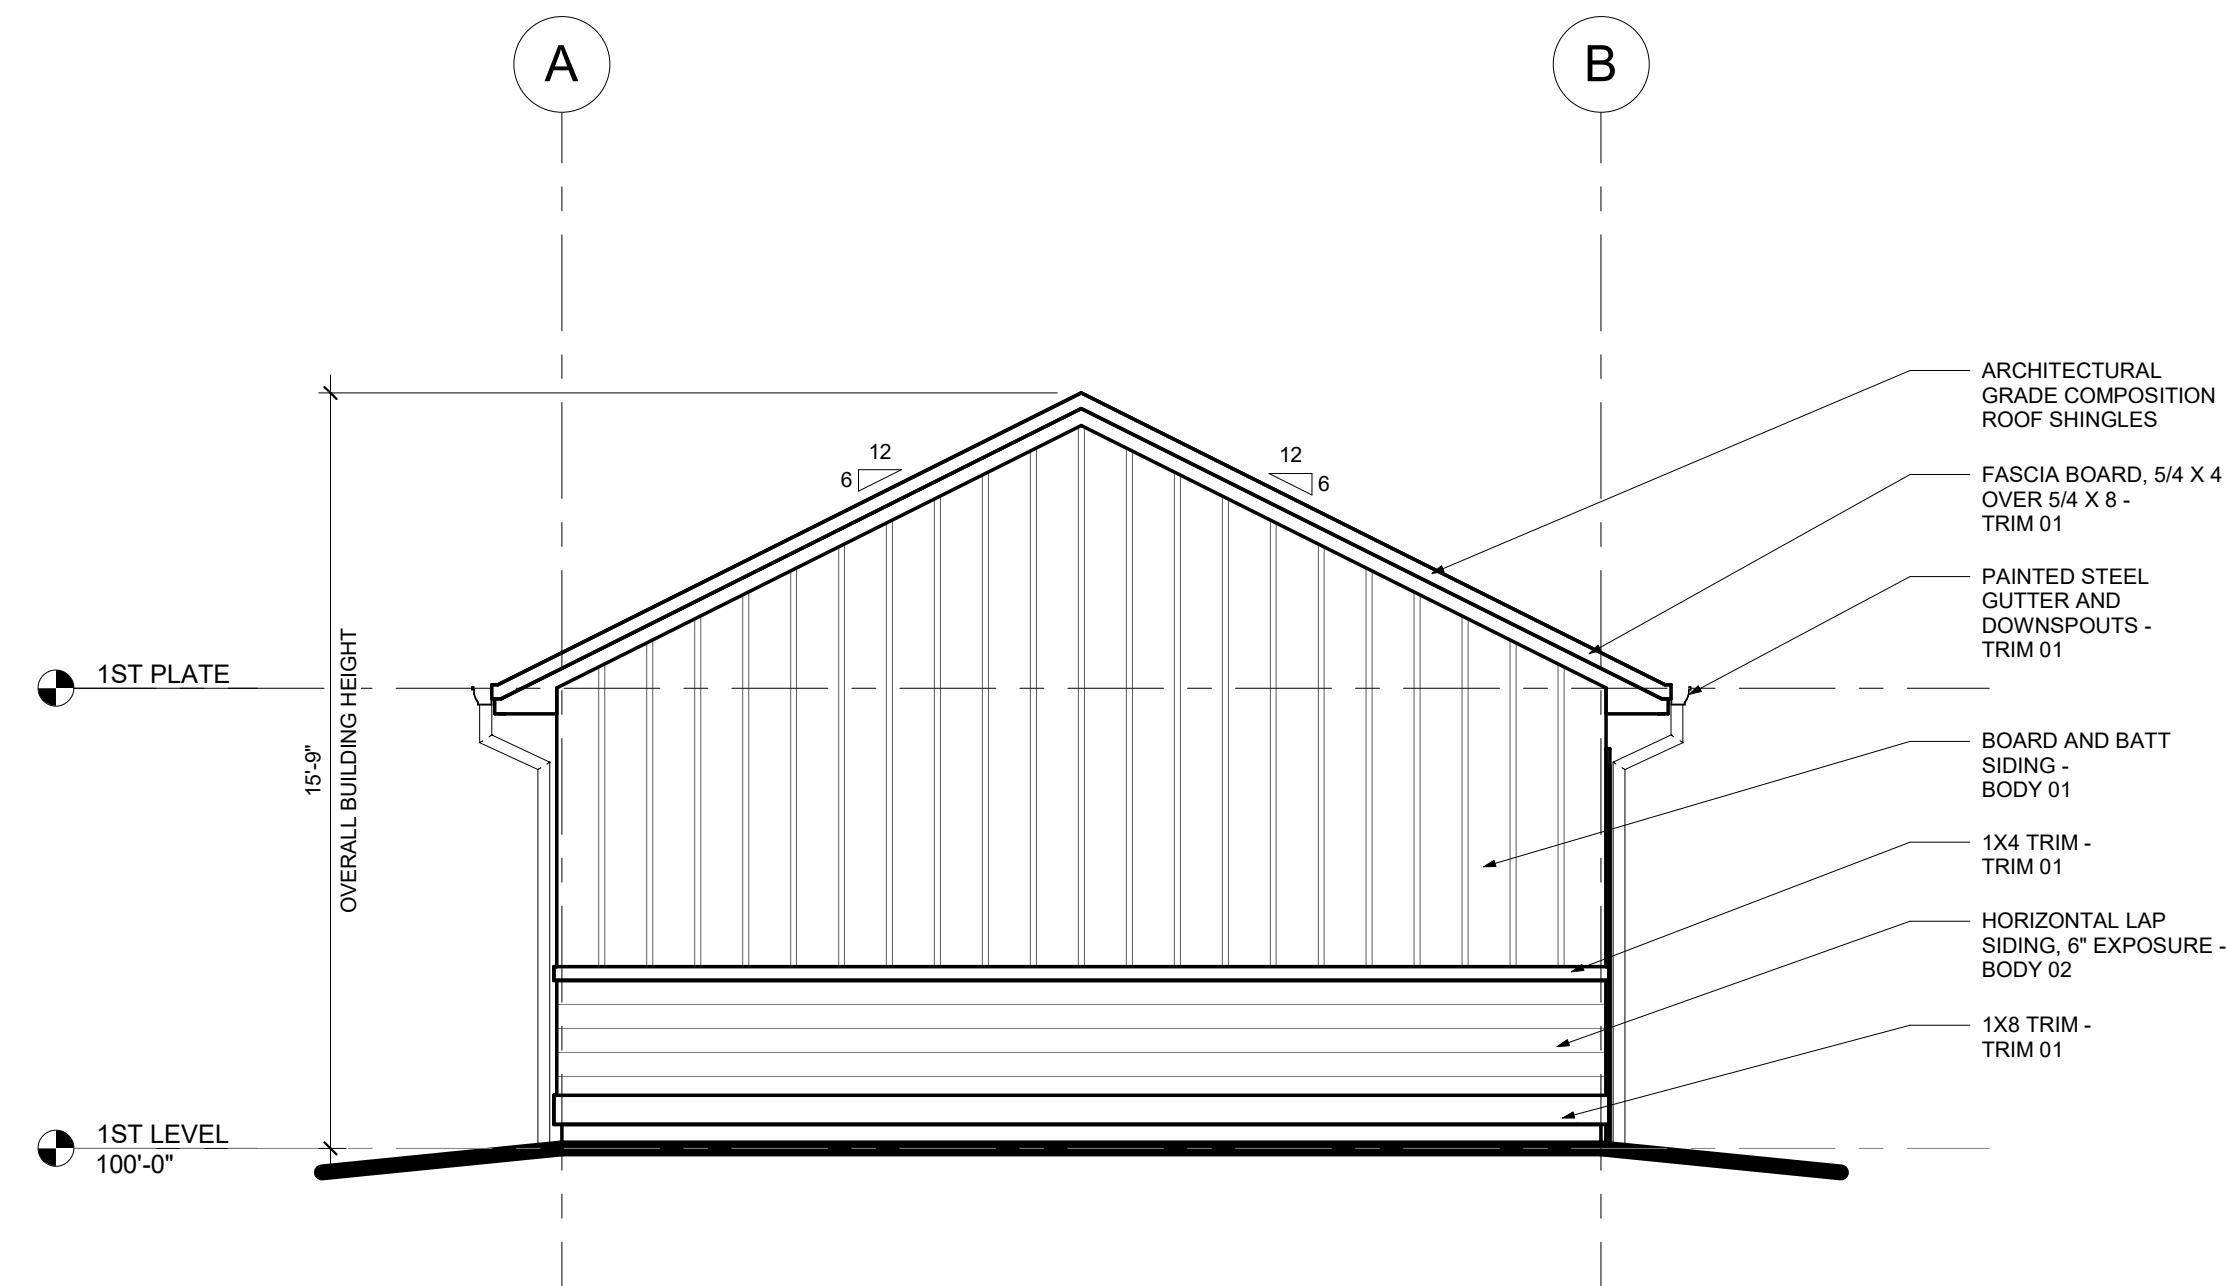 A
B
ARCHITECTURAL
GRADE COMPOSITION
ROOF SHINGLES
12
6
12
6
FASCIA BOARD, 5/4 X 4
OVER 5/4 X 8 -
TRIM 01
PAINTED STEEL
GUTTER AND
DOWNSPOUTS -
TRIM 01
1ST PLATE
15'-9"
OVERALL BUILDING HEIGHT
BOARD AND BATT
SIDING -
BODY 01
1X4 TRIM -
TRIM 01
HORIZONTAL LAP
SIDING, 6" EXPOSURE -
BODY 02
1X8 TRIM -
TRIM 01
1ST LEVEL
100'-0"